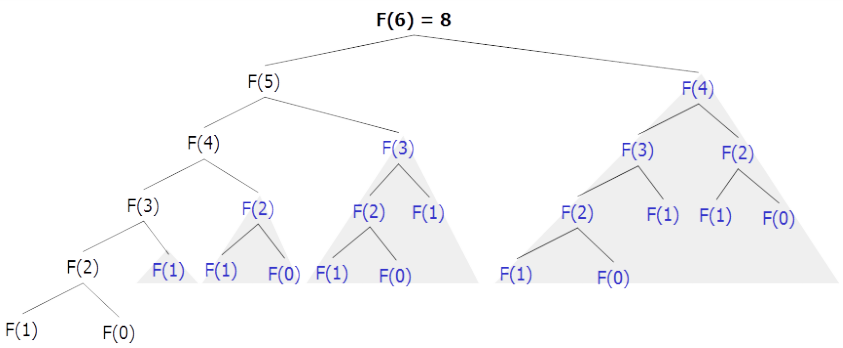 F(6) = 8
F(5)
F(4)
F(4)
F(3)
F(3)
F(2)
F(3)
F(2)
F(2)
F(1)
F(2)
F(1)
F(1)
F(0)
F(2)
F(1)
F(1)
F(0)
F(1)
F(0)
F(1)
F(0)
F(1)
F(0)